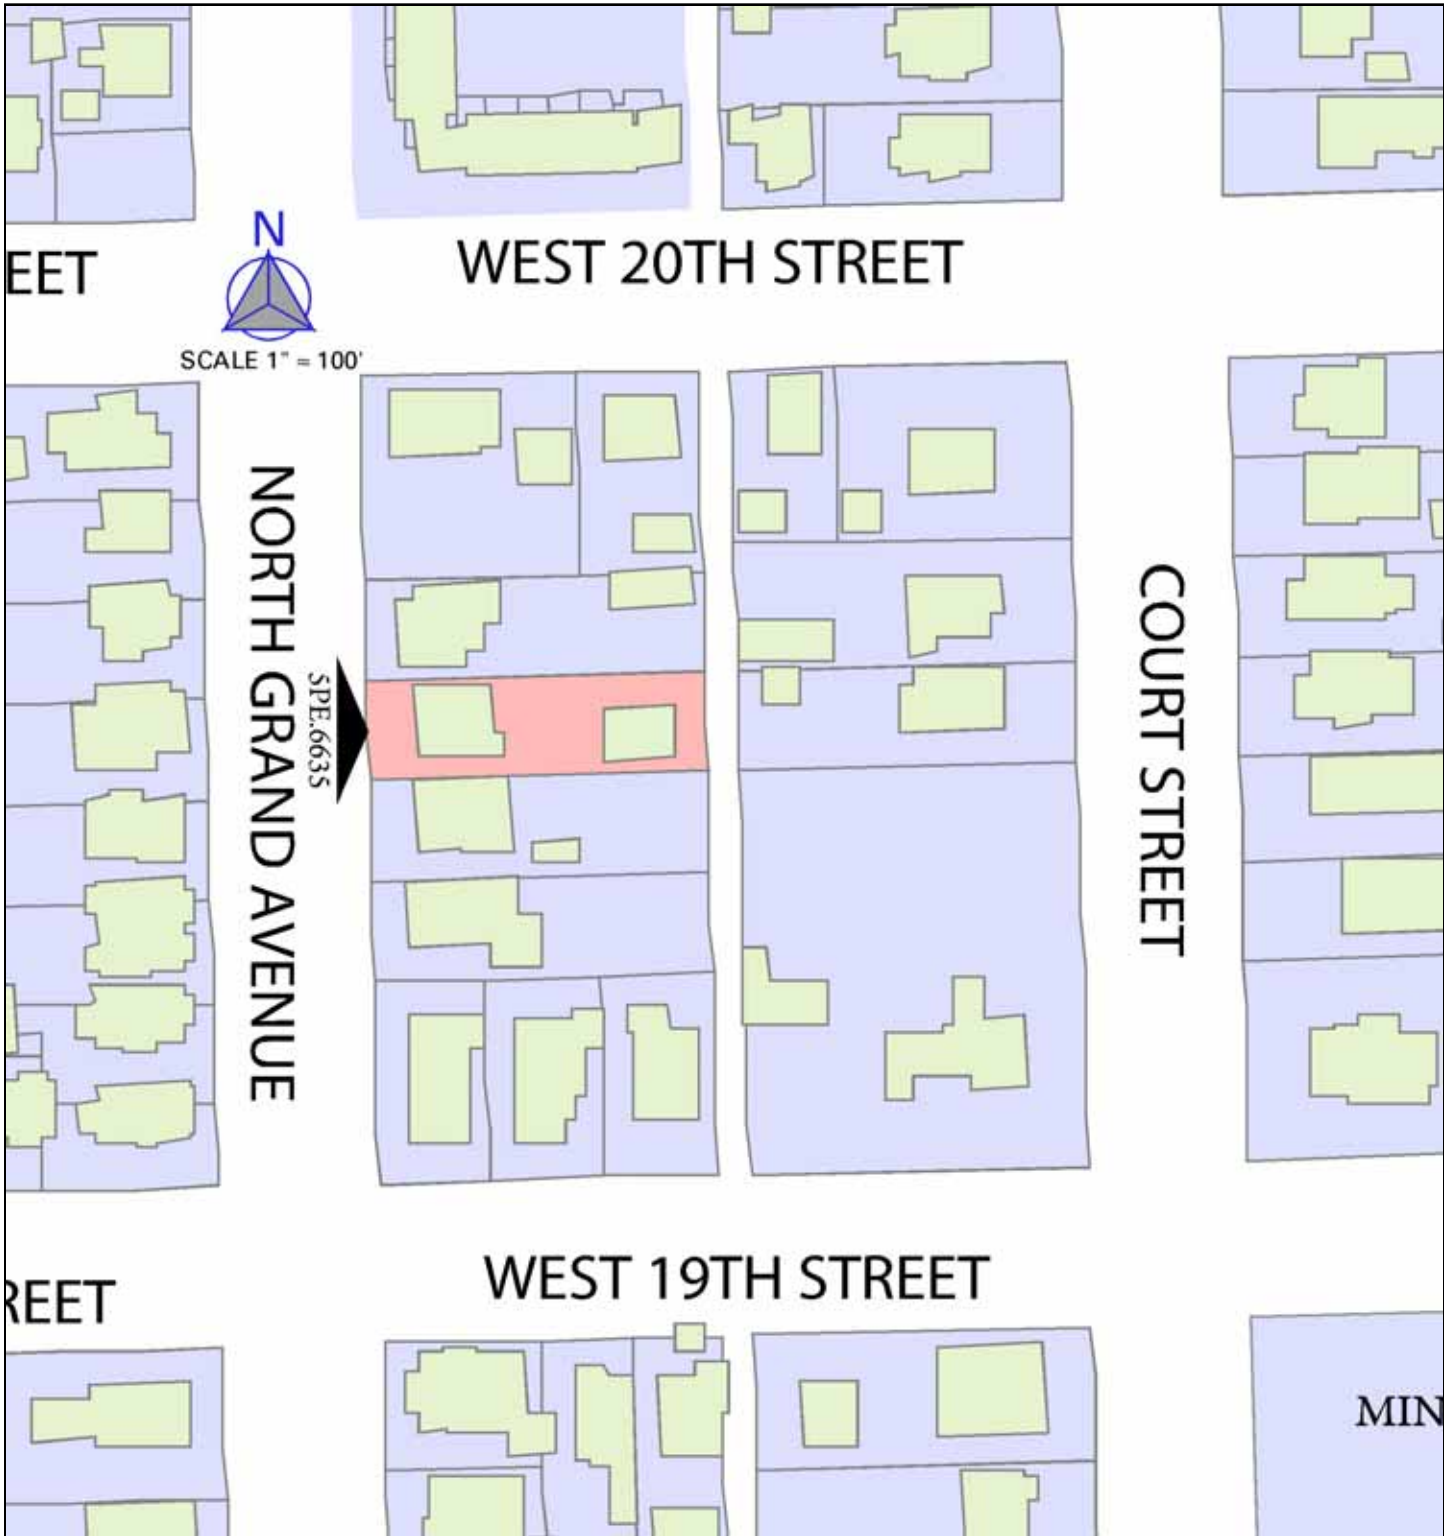 N
EET
WEST 20TH STREET
SCALE 1" = 100'
NORTH GRAND AVENUE
SPE.6635
COURT STREET
WEST 19TH STREET
REET
MIN